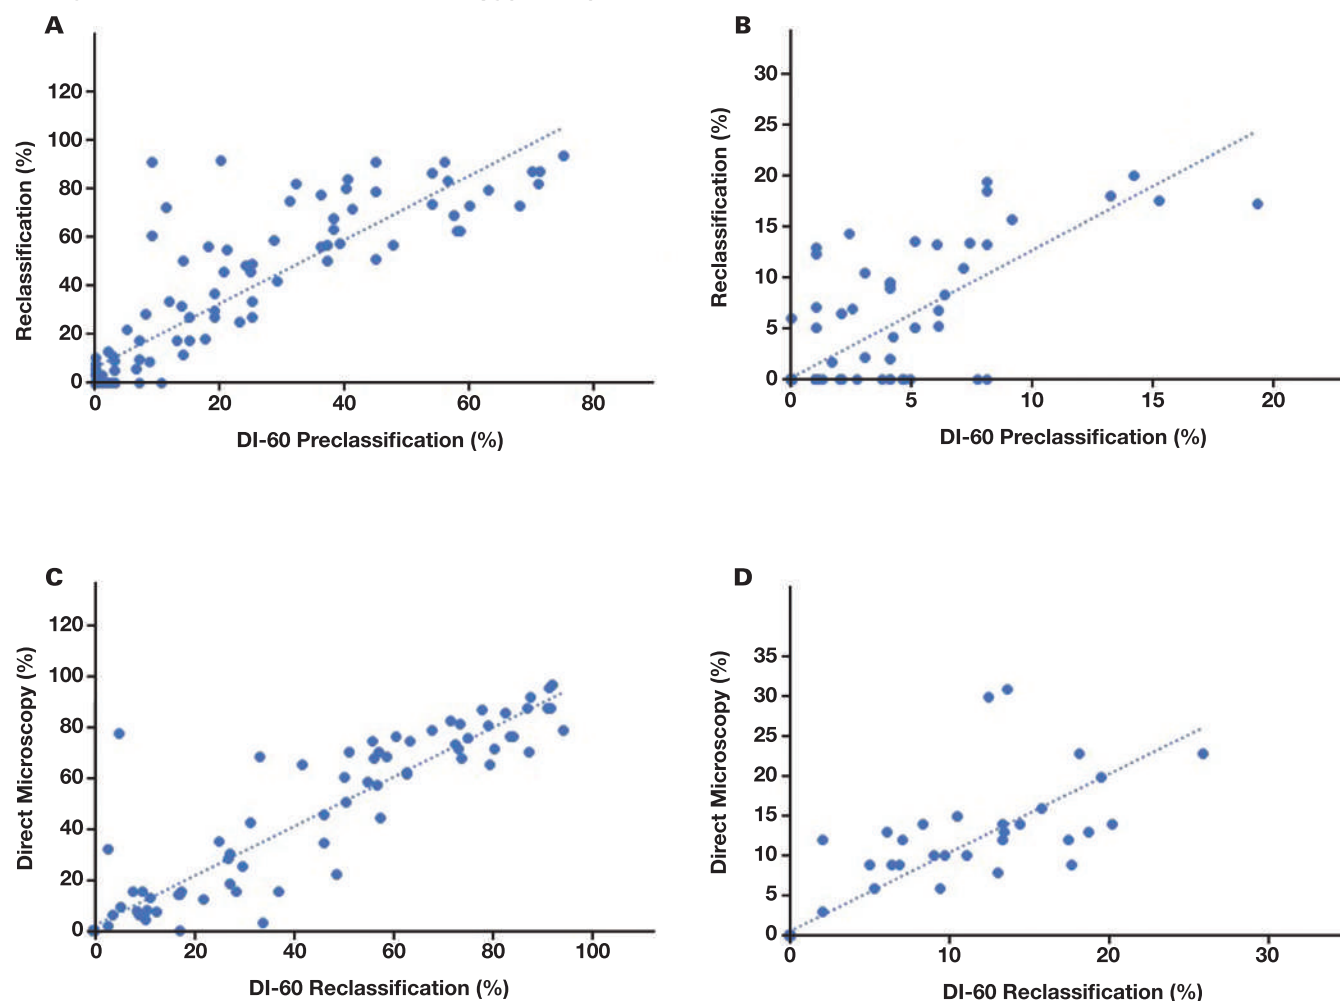 A
Reclassification (%)
120
100
80
60
40
20
0
0 20 40 60 80
DI-60 Preclassification (%)
B
Reclassification (%)
30
25
20
15
10
5
0
0 5 10 15 20
DI-60 Preclassification (%)
C
Direct Microscopy (%)
120
100
80
60
40
20
0
0 20 40 60 80 100
DI-60 Reclassification (%)
D
Direct Microscopy (%)
35
30
25
20
15
10
5
0
0 10 20 30
DI-60 Reclassification (%)